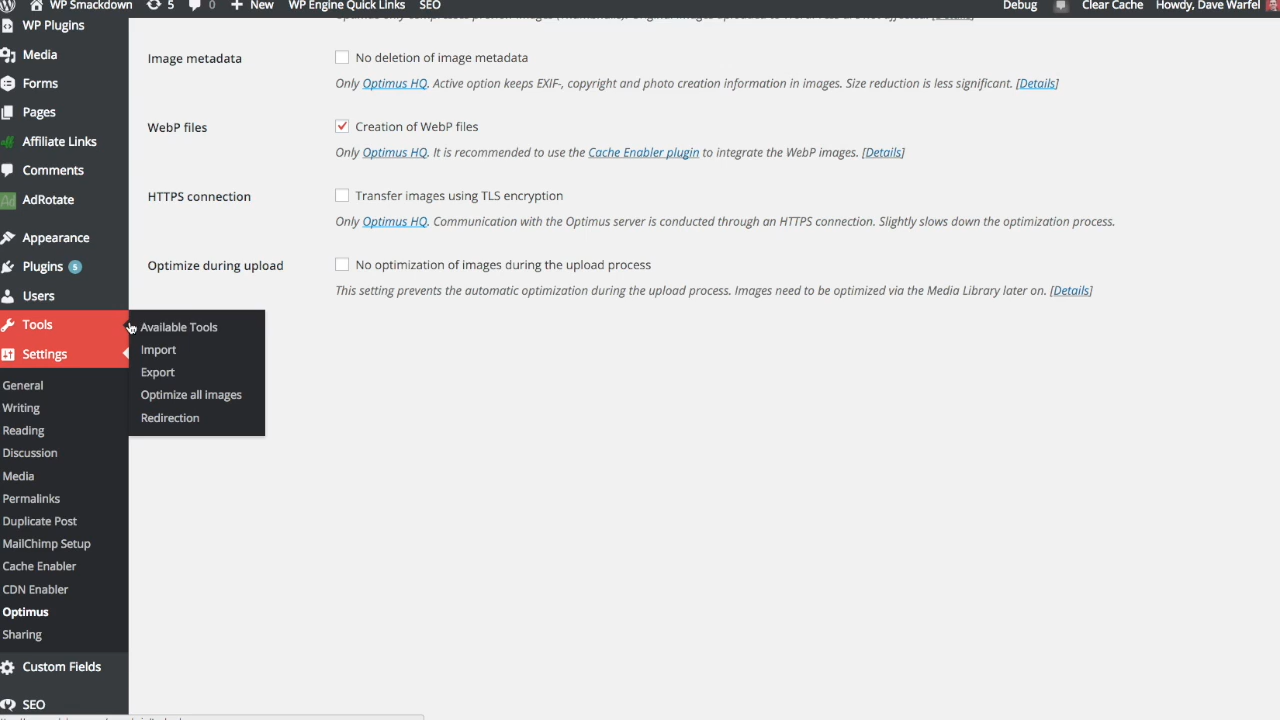 WP Smackdown 5 0 New WP Engine Quick Links SEO Debug Clear Cache Howdy, Dave Warfel
WP Plugins
Media
Forms
Pages
Affiliate Links
Comments
Ad AdRotate
Appearance
Plugins 5
Users
Tools
Settings
General
Writing
Reading
Discussion
Media
Permalinks
Duplicate Post
MailChimp Setup
Cache Enabler
CDN Enabler
Optimus
Sharing
Custom Fields
SEO
Available Tools
Import
Export
Optimize all images
Redirection
Image metadata
No deletion of image metadata
Only Optimus HQ. Active option keeps EXIF-, copyright and photo creation information in images. Size reduction is less significant. [Details]
WebP files
Creation of WebP files
Only Optimus HQ. It is recommended to use the Cache Enabler plugin to integrate the WebP images. [Details]
HTTPS connection
Transfer images using TLS encryption
Only Optimus HQ. Communication with the Optimus server is conducted through an HTTPS connection. Slightly slows down the optimization process.
Optimize during upload
No optimization of images during the upload process
This setting prevents the automatic optimization during the upload process. Images need to be optimized via the Media Library later on. [Details]